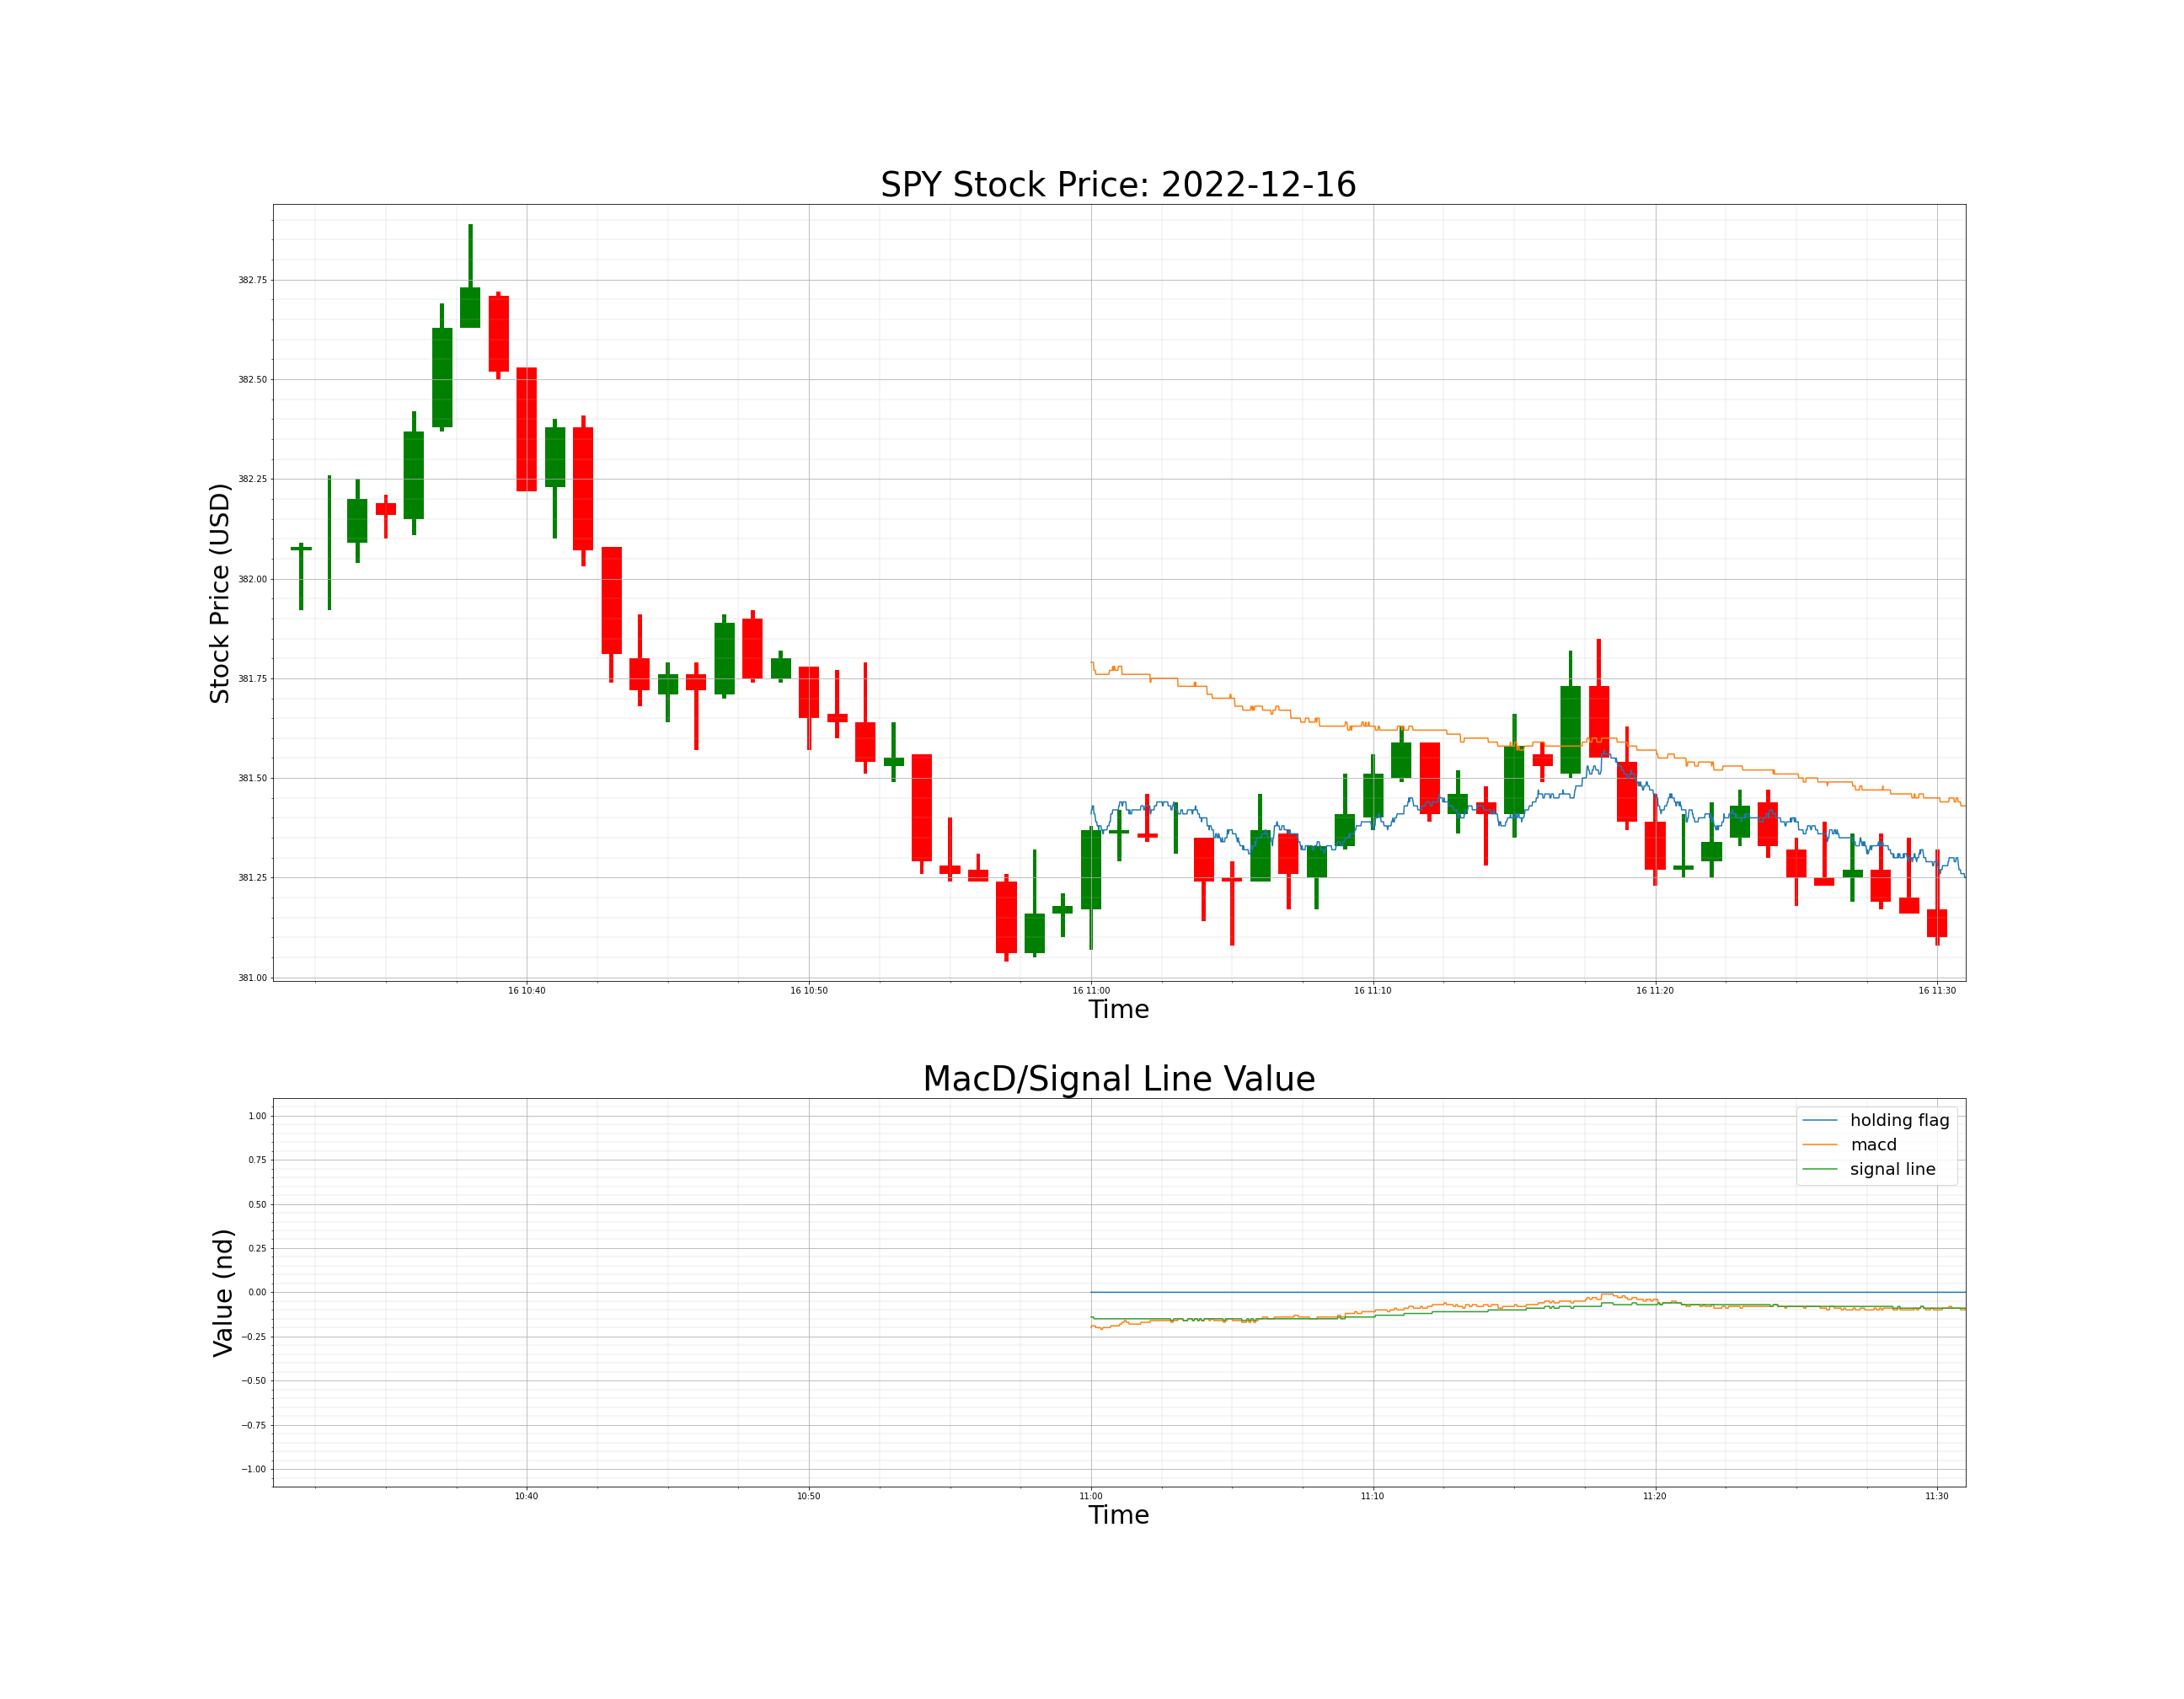 SPY Stock Price: 2022-12-16
Stock Price (USD)
382.75
382.50
382.25
382.00
381.75
381.50
381.25
381.00
16 10:40 16 10:50 16 11:00 16 11:10 16 11:20 16 11:30
Time
MacD/Signal Line Value
Value (nd)
1.00
0.75
0.50
0.25
0.00
−0.25
−0.50
−0.75
−1.00
holding flag
macd
signal line
10:40 10:50 11:00 11:10 11:20 11:30
Time